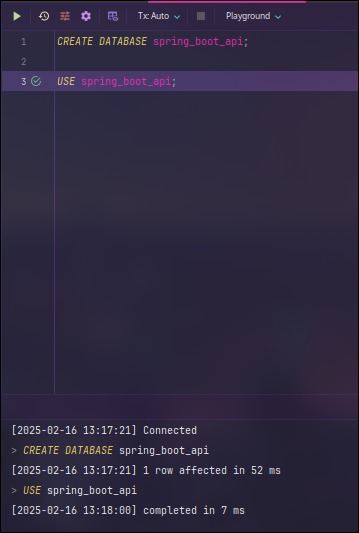 Tx: Auto Playground
1 CREATE DATABASE spring_boot_api;
2
3 USE spring_boot_api;
[2025-02-16 13:17:21] Connected
> CREATE DATABASE spring_boot_api
[2025-02-16 13:17:21] 1 row affected in 52 ms
> USE spring_boot_api
[2025-02-16 13:18:00] completed in 7 ms